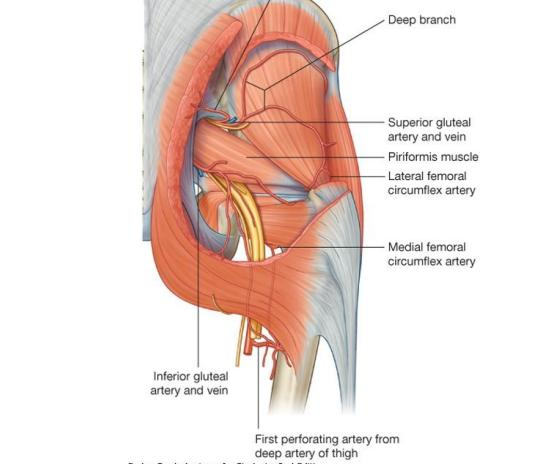 Deep branch
Superior gluteal
artery and vein
Piriformis muscle
Lateral femoral
circumflex artery
Medial femoral
circumflex artery
Inferior gluteal
artery and vein
First perforating artery from
deep artery of thigh